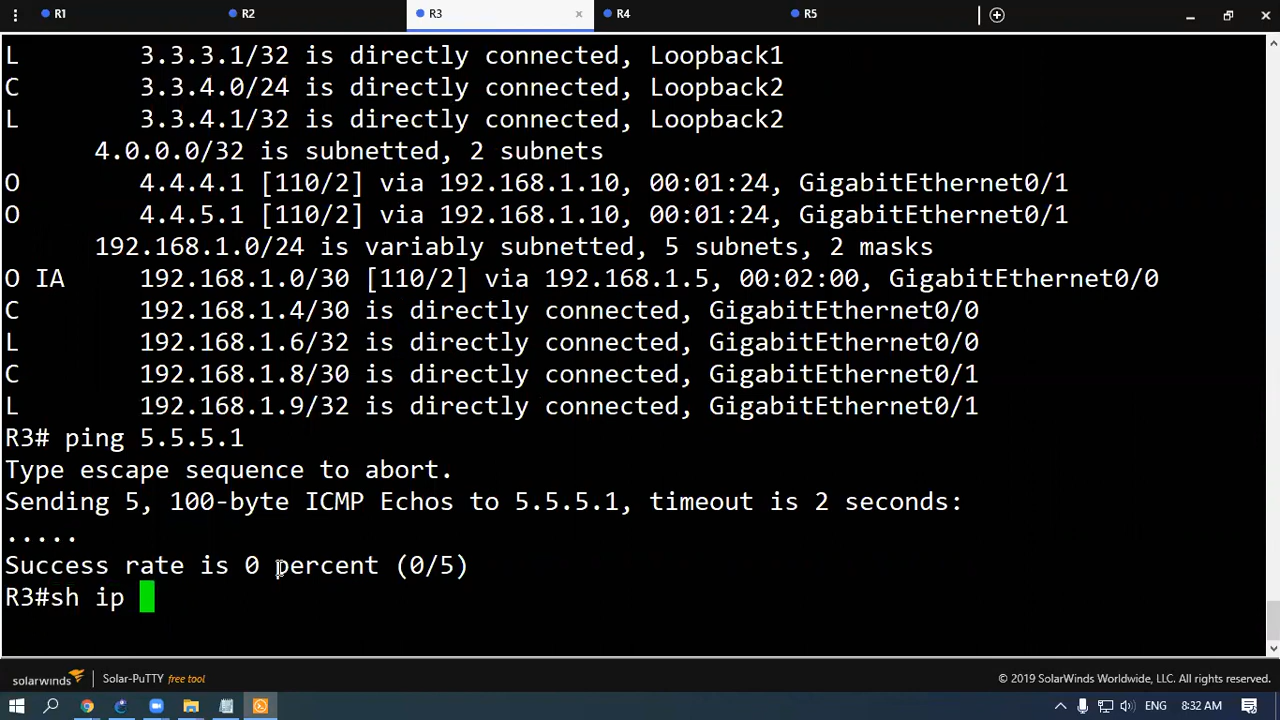 R1 R2 R3 × R4 R5
L 3.3.3.1/32 is directly connected, Loopback1
C 3.3.4.0/24 is directly connected, Loopback2
L 3.3.4.1/32 is directly connected, Loopback2
4.0.0.0/32 is subnetted, 2 subnets
O 4.4.4.1 [110/2] via 192.168.1.10, 00:01:24, GigabitEthernet0/1
O 4.4.5.1 [110/2] via 192.168.1.10, 00:01:24, GigabitEthernet0/1
192.168.1.0/24 is variably subnetted, 5 subnets, 2 masks
O IA 192.168.1.0/30 [110/2] via 192.168.1.5, 00:02:00, GigabitEthernet0/0
C 192.168.1.4/30 is directly connected, GigabitEthernet0/0
L 192.168.1.6/32 is directly connected, GigabitEthernet0/0
C 192.168.1.8/30 is directly connected, GigabitEthernet0/1
L 192.168.1.9/32 is directly connected, GigabitEthernet0/1
R3# ping 5.5.5.1
Type escape sequence to abort.
Sending 5, 100-byte ICMP Echos to 5.5.5.1, timeout is 2 seconds:
.....
Success rate is 0 percent (0/5)
R3#sh ip
solarwinds Solar-PuTTY free tool © 2019 SolarWinds Worldwide, LLC. All rights reserved.
ENG 8:32 AM